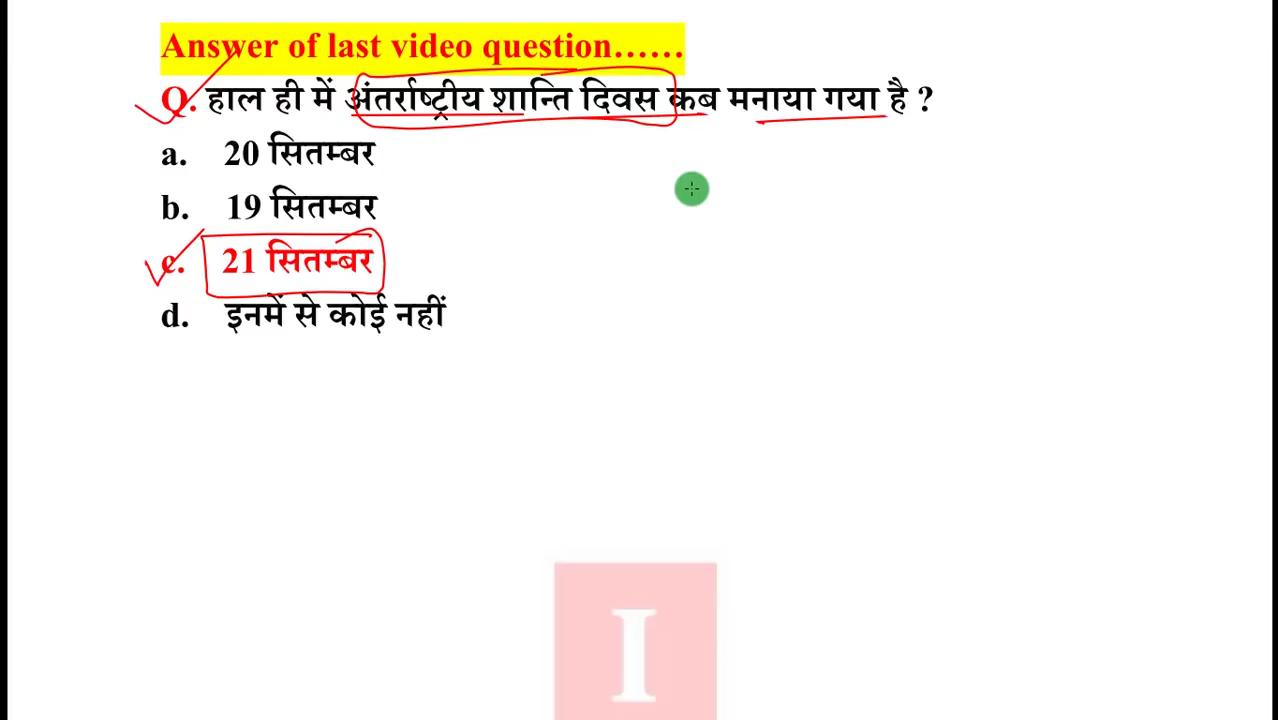 Answer of last video question......
Q. हाल ही में अंतर्राष्ट्रीय शान्ति दिवस कब मनाया गया है ?
a. 20 सितम्बर
b. 19 सितम्बर
c. 21 सितम्बर
d. इनमें से कोई नहीं
I